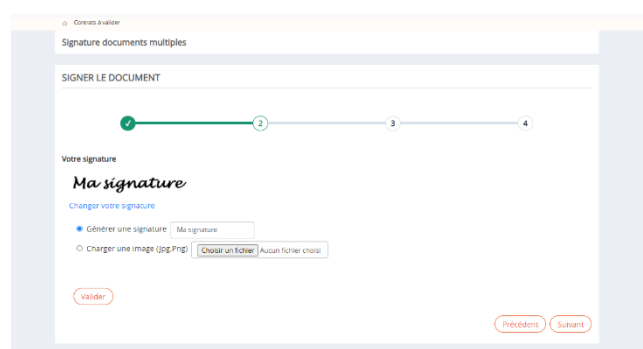 Contrats à valider
Signature documents multiples
SIGNER LE DOCUMENT
2 3 4
Votre signature
Ma signature
Changer votre signature
Générer une signature Ma signature
Charger une image (Jpg,Png) Choisir un fichier Aucun fichier choisi
Valider
Précédent Suivant